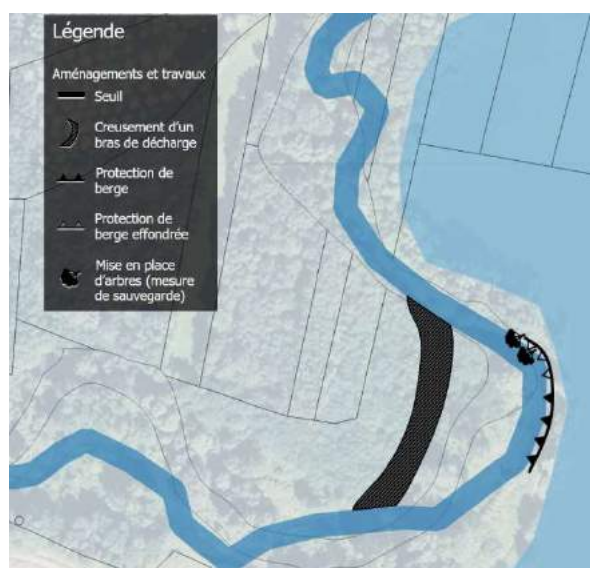 Légende
Aménagements et travaux
Seuil
Creusement d'un
bras de décharge
Protection de
berge
Protection de
berge effondrée
Mise en place
d'arbres (mesure
de sauvegarde)